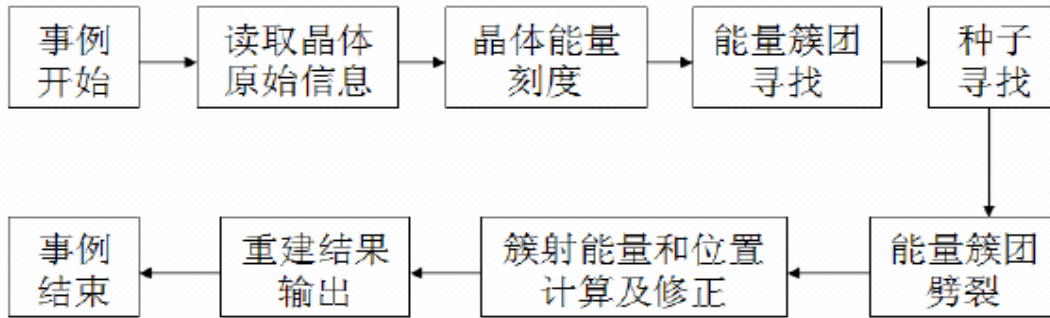 事例
开始
读取晶体
原始信息
晶体能量
刻度
能量簇团
寻找
种子
寻找
能量簇团
劈裂
簇射能量和位置
计算及修正
重建结果
输出
事例
结束